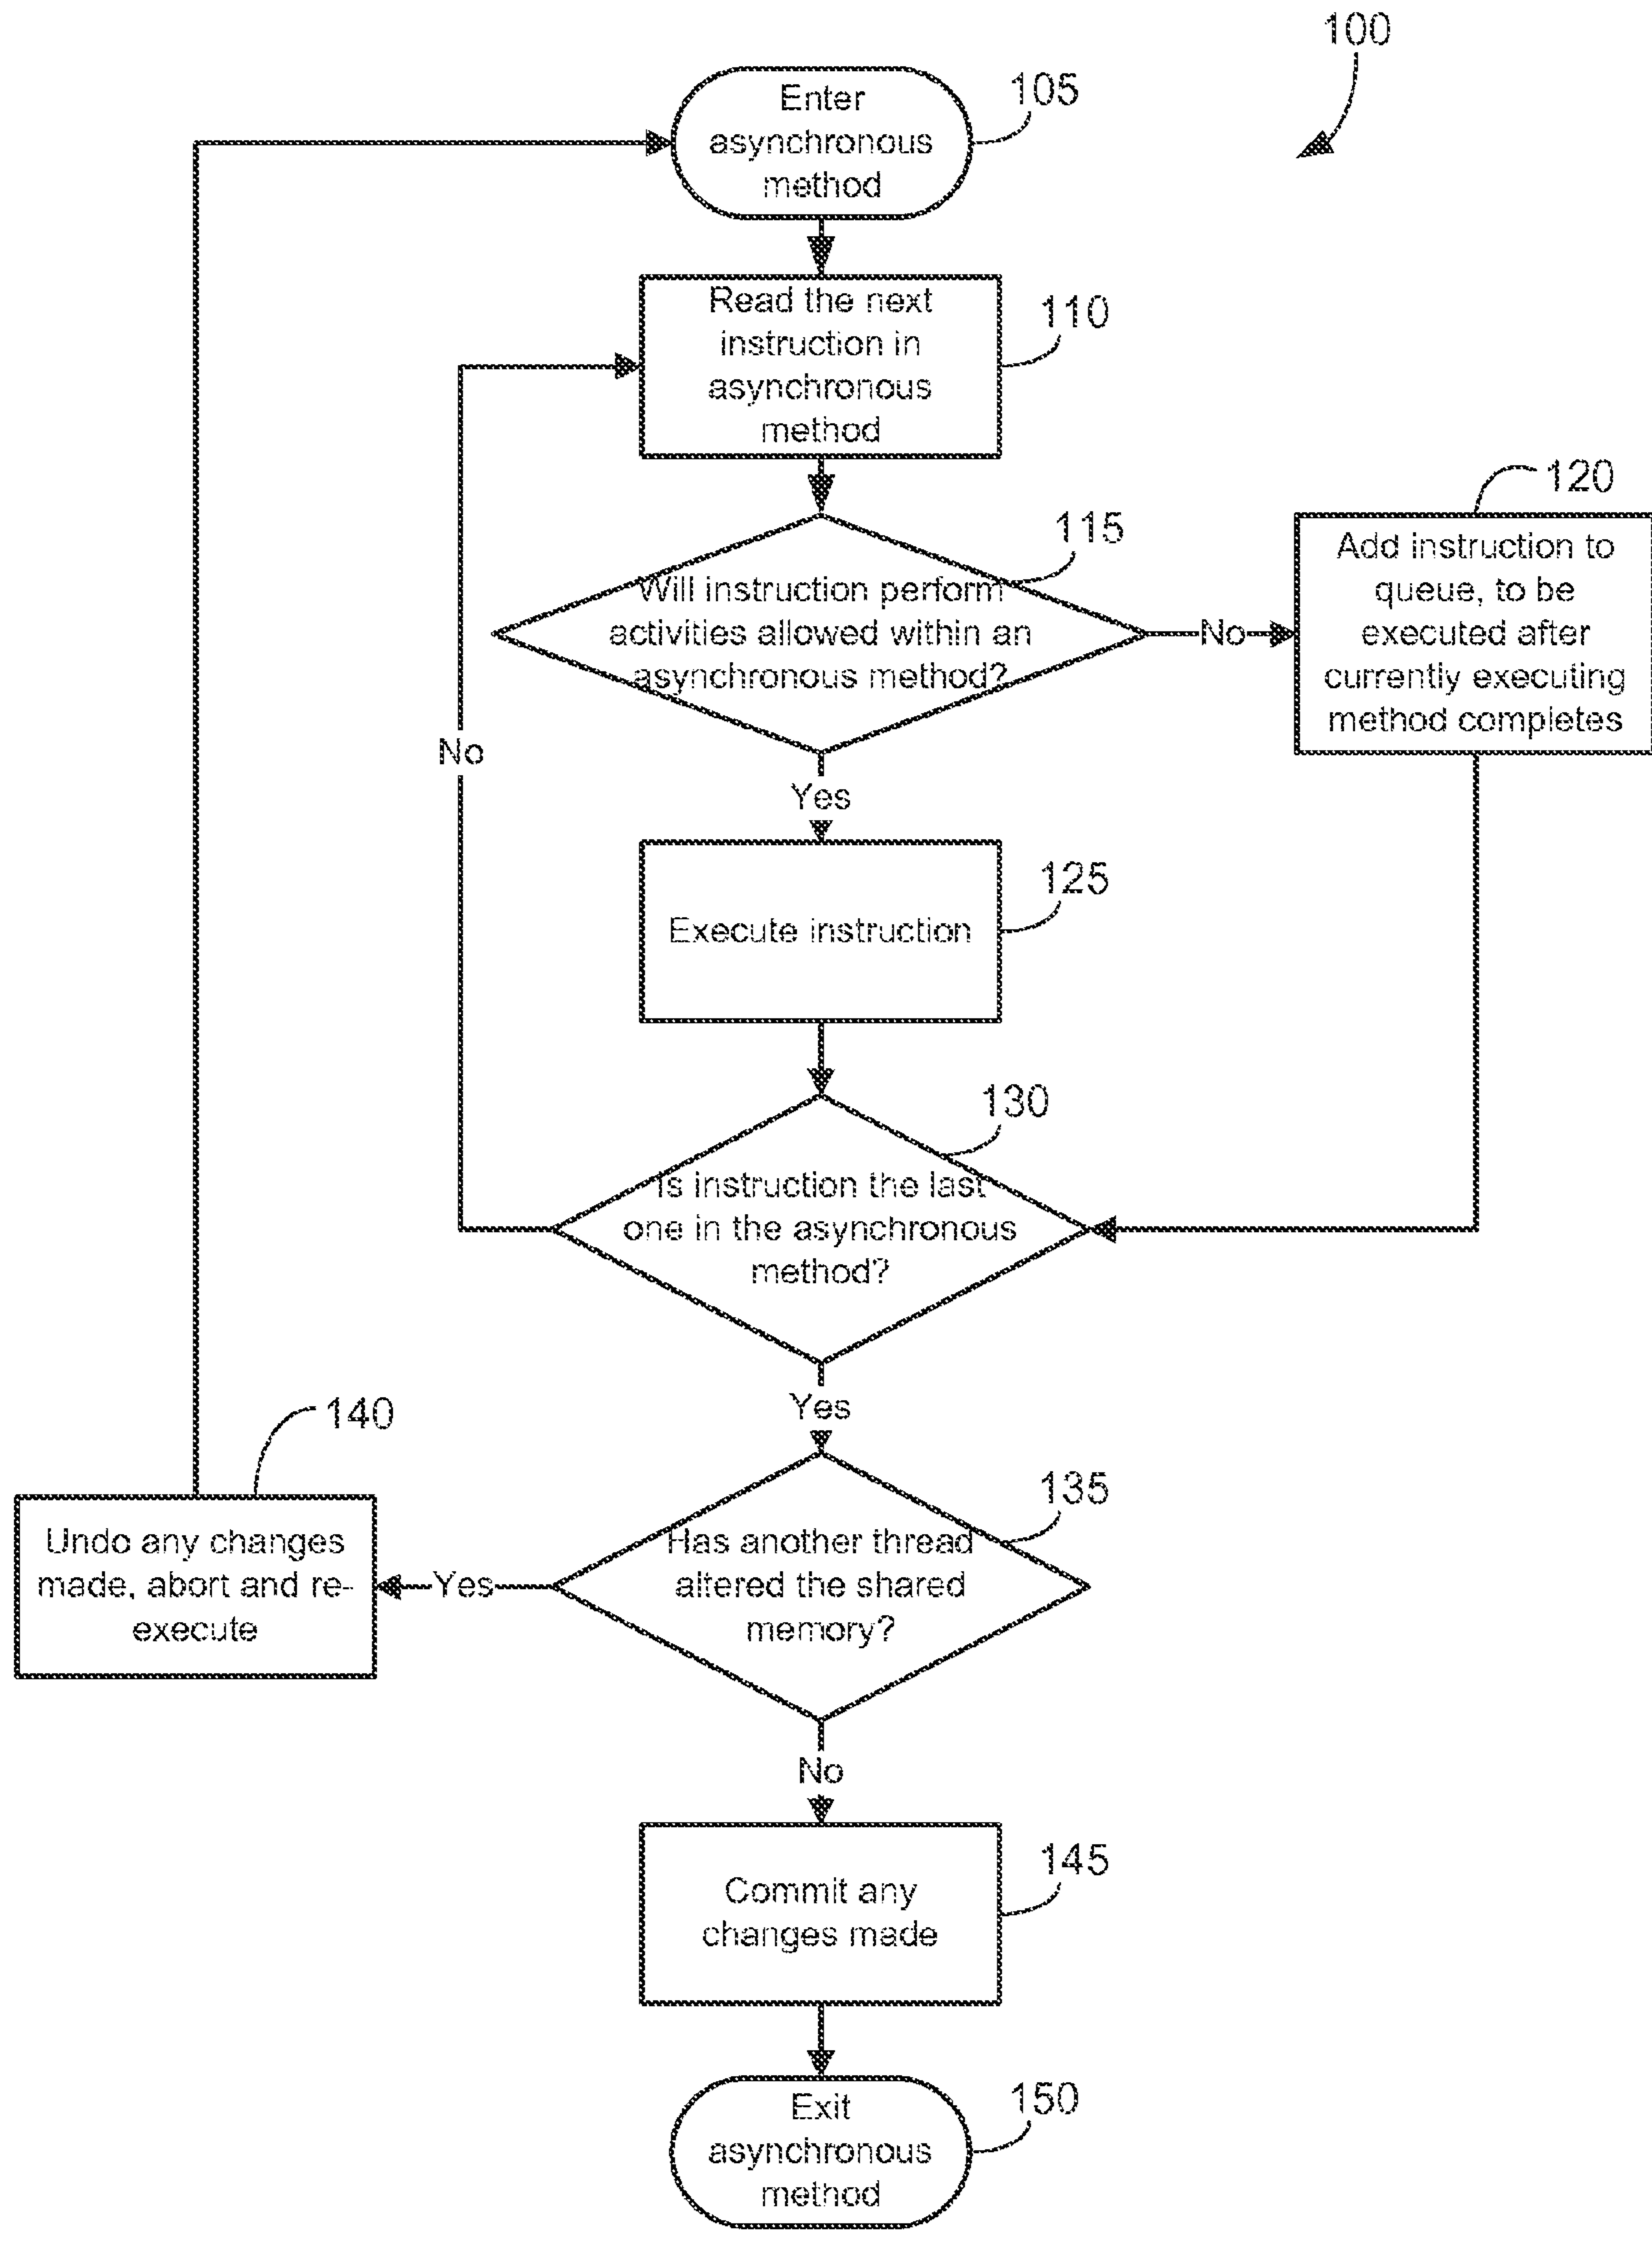 100
Enter
asynchronous
method
105
Read the next
instruction in
asynchronous
method
110
Will instruction perform
activities allowed within an
asynchronous method?
115
No
Add instruction to
queue, to be
executed after
currently executing
method completes
120
No
Yes
Execute instruction
125
Is instruction the last
one in the asynchronous
method?
130
Yes
Has another thread
altered the shared
memory?
135
Yes
Undo any changes
made, abort and re-
execute
140
No
Commit any
changes made
145
Exit
asynchronous
method
150